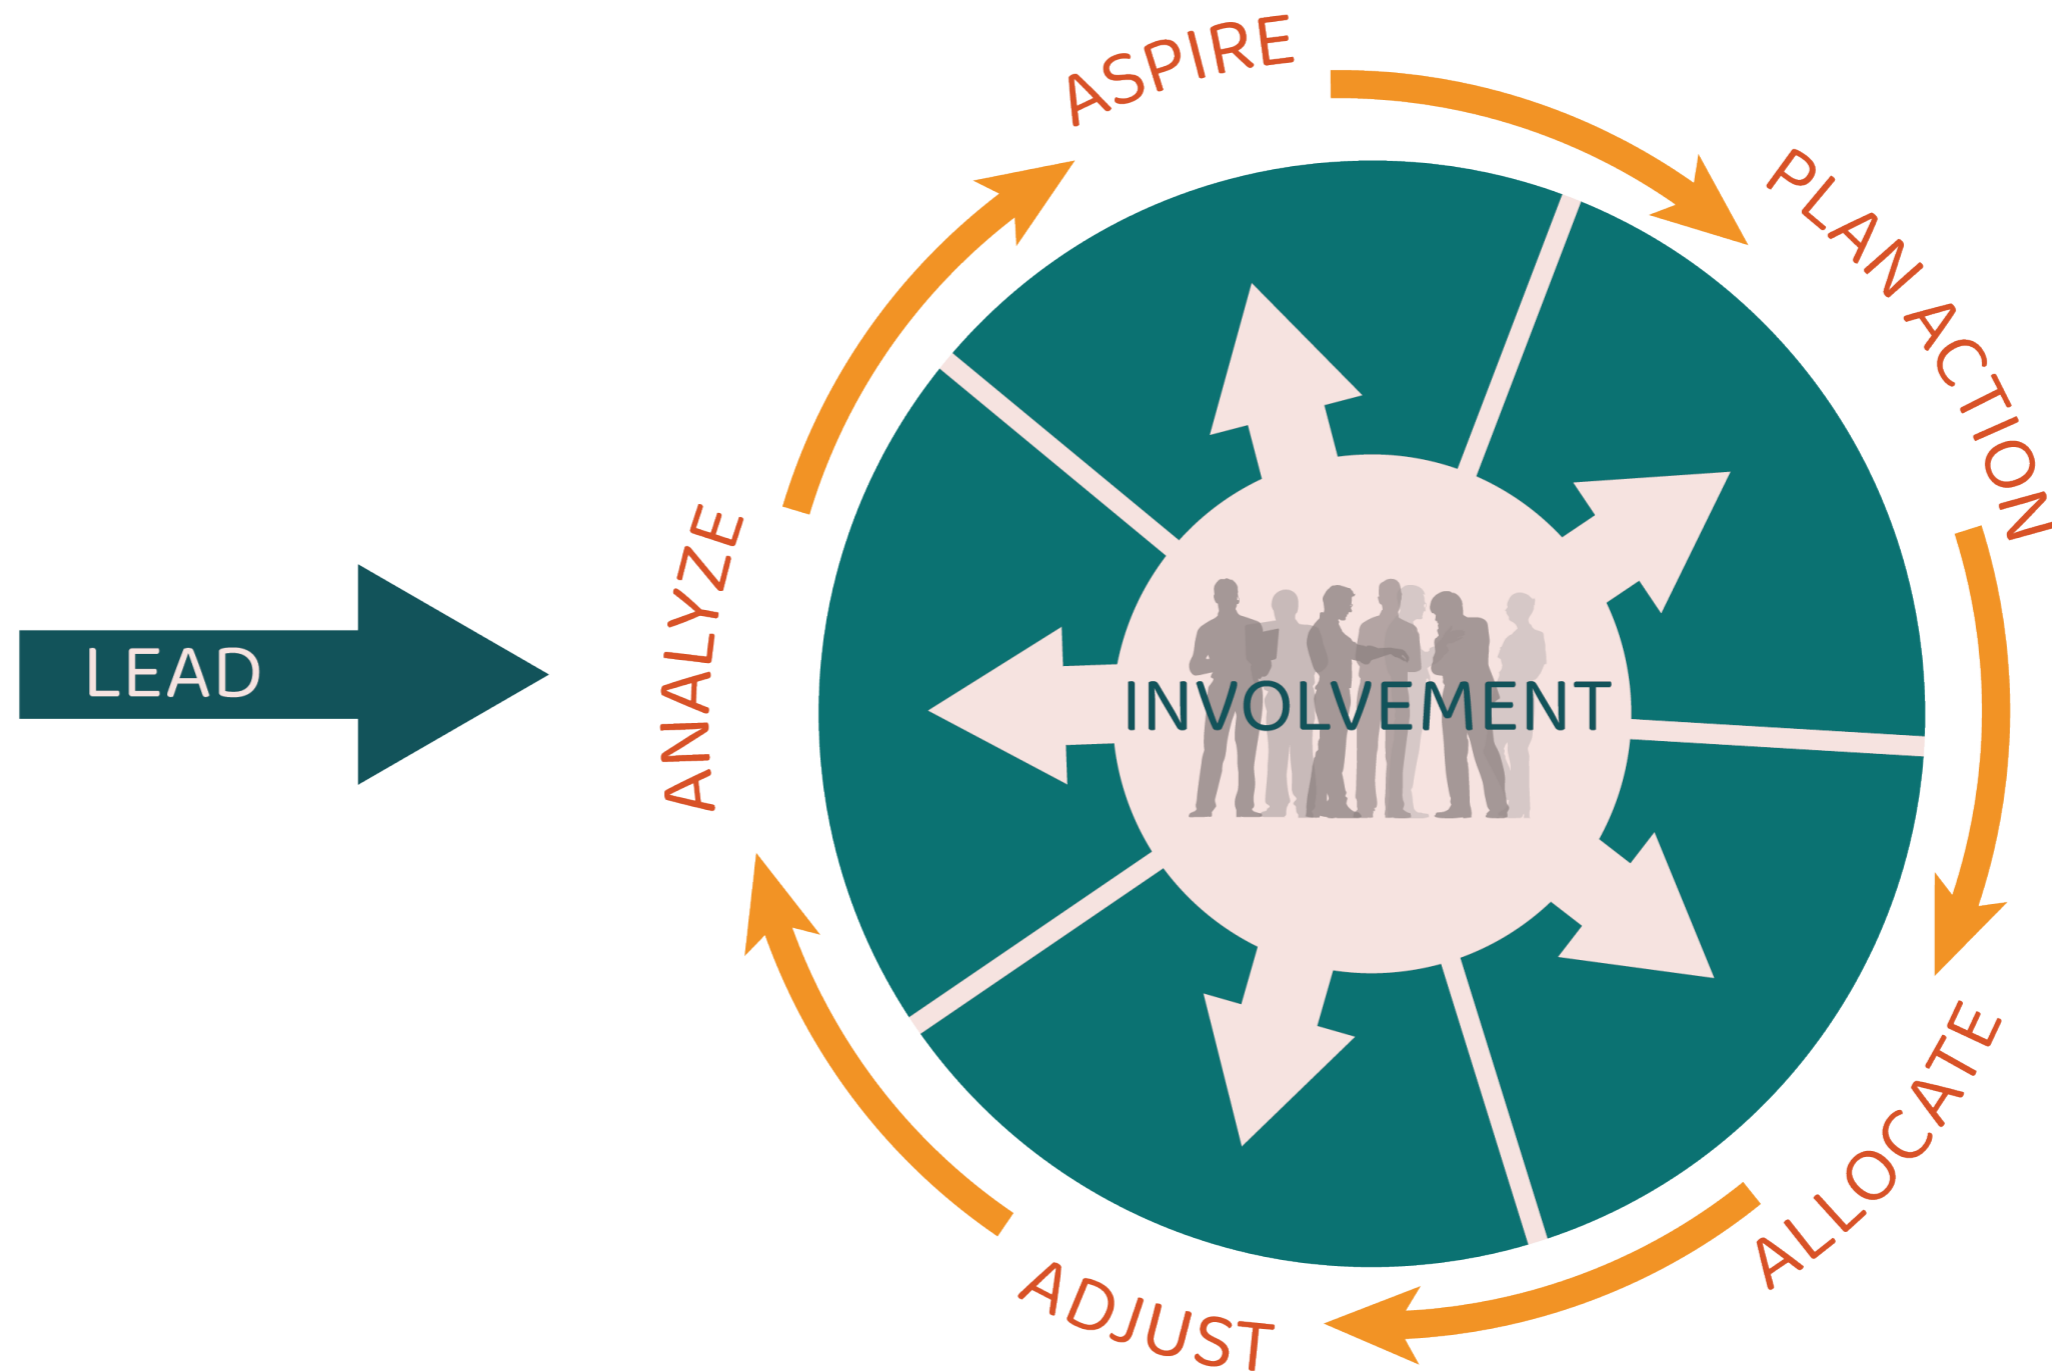 LEAD
ANALYZE
ASPIRE
PLAN ACTION
ALLOCATE
ADJUST
INVOLVEMENT